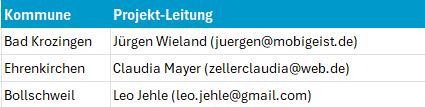 Kommune Projekt-Leitung
Bad Krozingen Jürgen Wieland (juergen@mobigeist.de)
Ehrenkirchen Claudia Mayer (zellerclaudia@web.de)
Bollschweil Leo Jehle (leo.jehle@gmail.com)